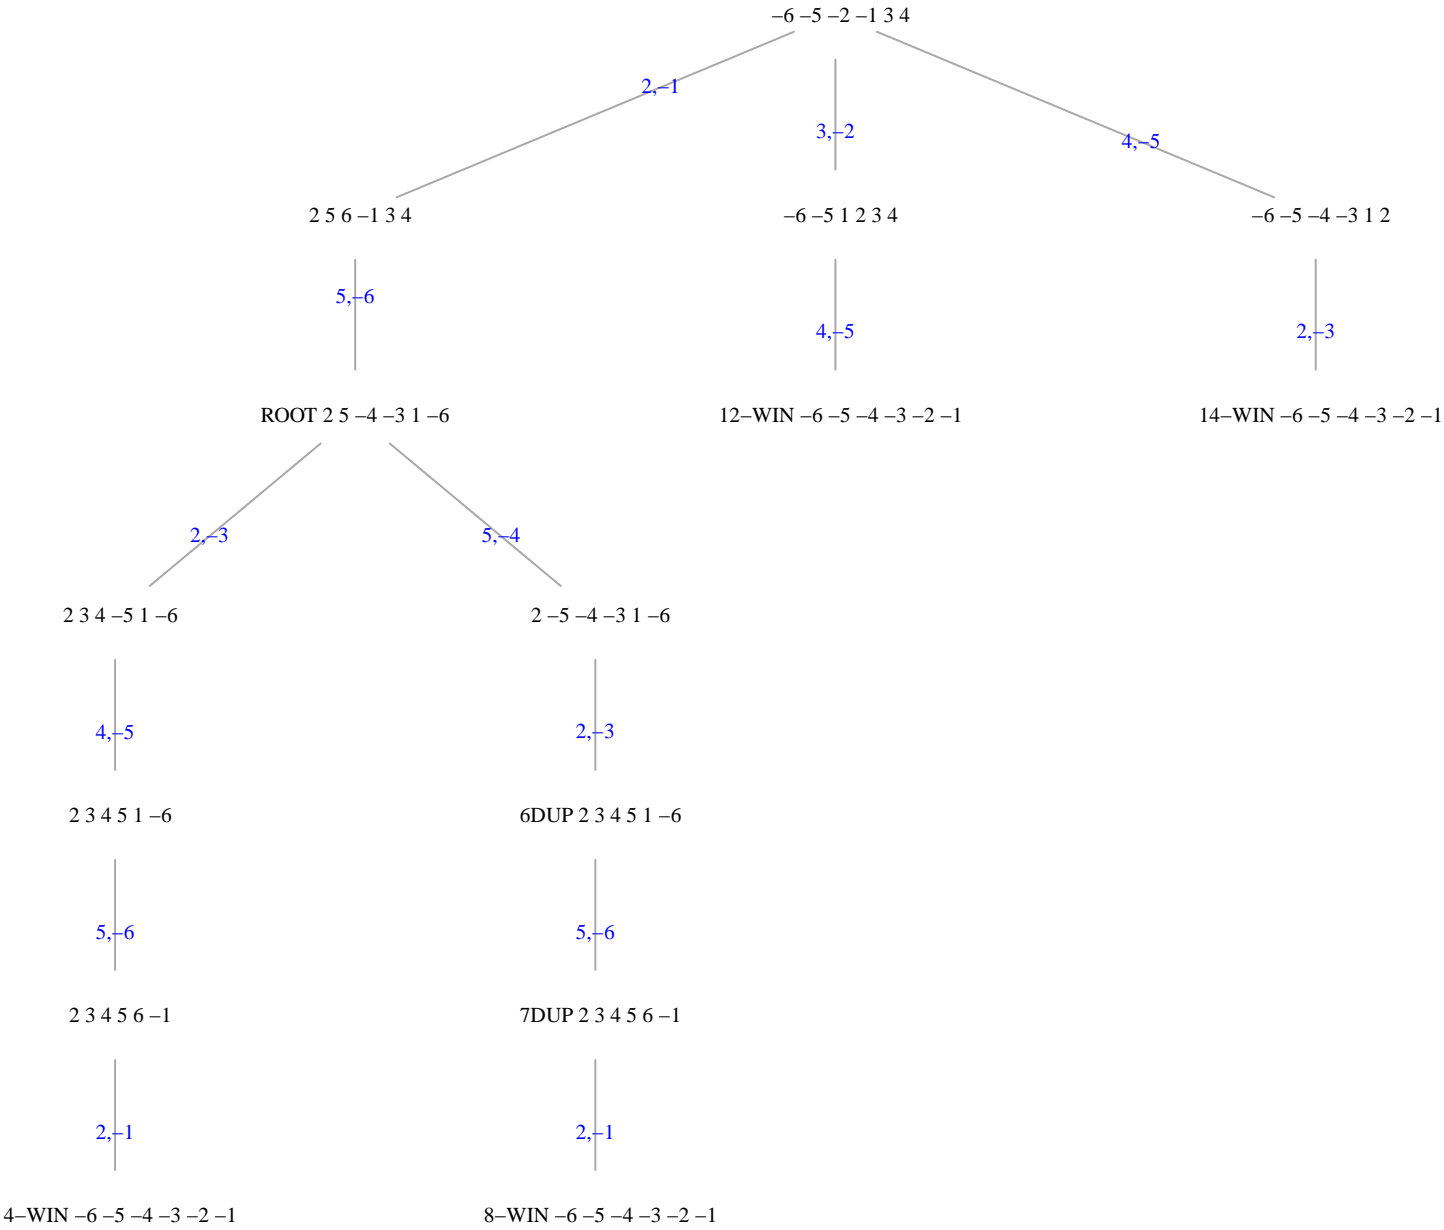 –6 –5 –2 –1 3 4
2,–1
3,–2
4,–5
2 5 6 –1 3 4
–6 –5 1 2 3 4
–6 –5 –4 –3 1 2
5,–6
4,–5
2,–3
ROOT 2 5 –4 –3 1 –6
12–WIN –6 –5 –4 –3 –2 –1
14–WIN –6 –5 –4 –3 –2 –1
2,–3
5,–4
2 3 4 –5 1 –6
2 –5 –4 –3 1 –6
4,–5
2,–3
2 3 4 5 1 –6
6DUP 2 3 4 5 1 –6
5,–6
5,–6
2 3 4 5 6 –1
7DUP 2 3 4 5 6 –1
2,–1
2,–1
4–WIN –6 –5 –4 –3 –2 –1
8–WIN –6 –5 –4 –3 –2 –1